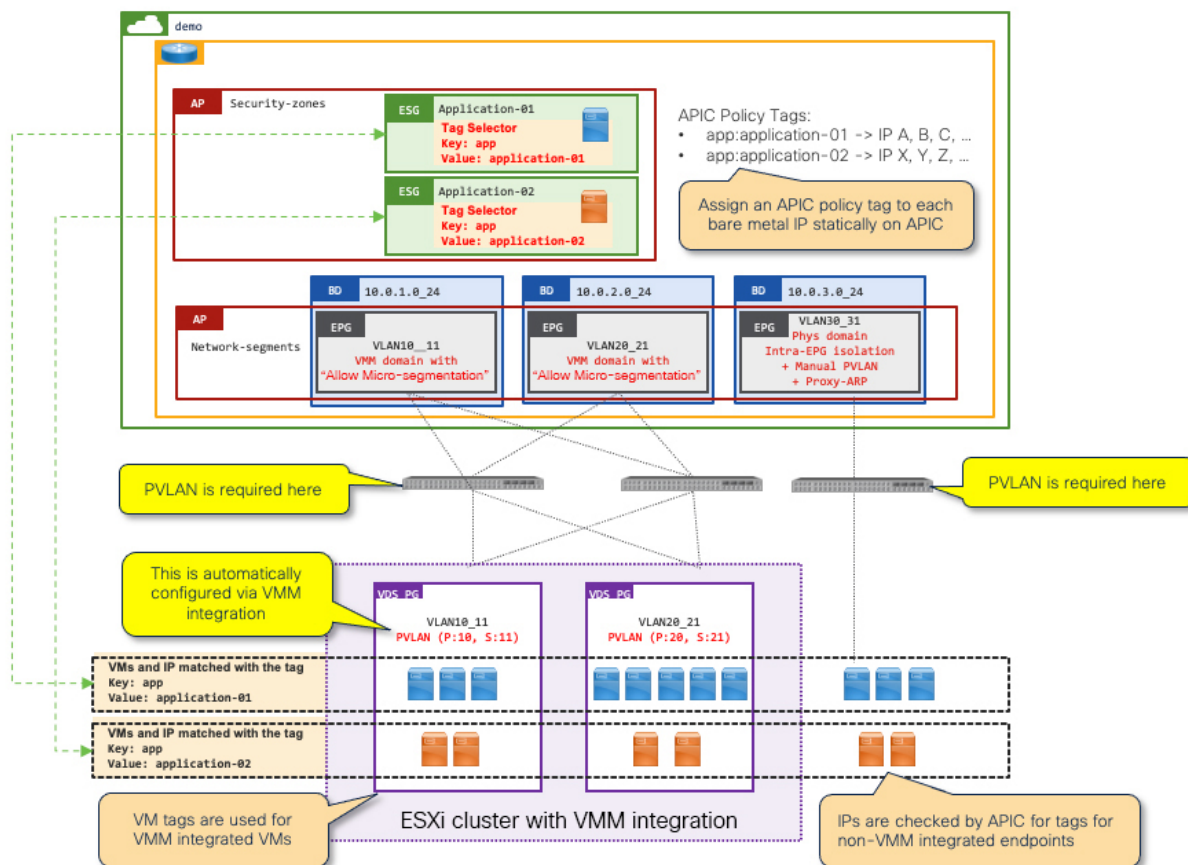 demo
AP
Security-zones
ESG
Application-01
Tag Selector
Key: app
Value: application-01
ESG
Application-02
Tag Selector
Key: app
Value: application-02
APIC Policy Tags:
• app:application-01 -> IP A, B, C, …
• app:application-02 -> IP X, Y, Z, …
Assign an APIC policy tag to each
bare metal IP statically on APIC
BD
10.0.1.0_24
BD
10.0.2.0_24
BD
10.0.3.0_24
AP
Network-segments
EPG
VLAN10__11
VMM domain with
“Allow Micro-segmentation”
EPG
VLAN20_21
VMM domain with
“Allow Micro-segmentation”
EPG
VLAN30_31
Phys domain
Intra-EPG isolation
+ Manual PVLAN
+ Proxy-ARP
PVLAN is required here
PVLAN is required here
This is automatically
configured via VMM
integration
VDS PG
VLAN10_11
PVLAN (P:10, S:11)
VDS PG
VLAN20_21
PVLAN (P:20, S:21)
VMs and IP matched with the tag
Key: app
Value: application-01
VMs and IP matched with the tag
Key: app
Value: application-02
VM tags are used for
VMM integrated VMs
ESXi cluster with VMM integration
IPs are checked by APIC for tags for
non-VMM integrated endpoints